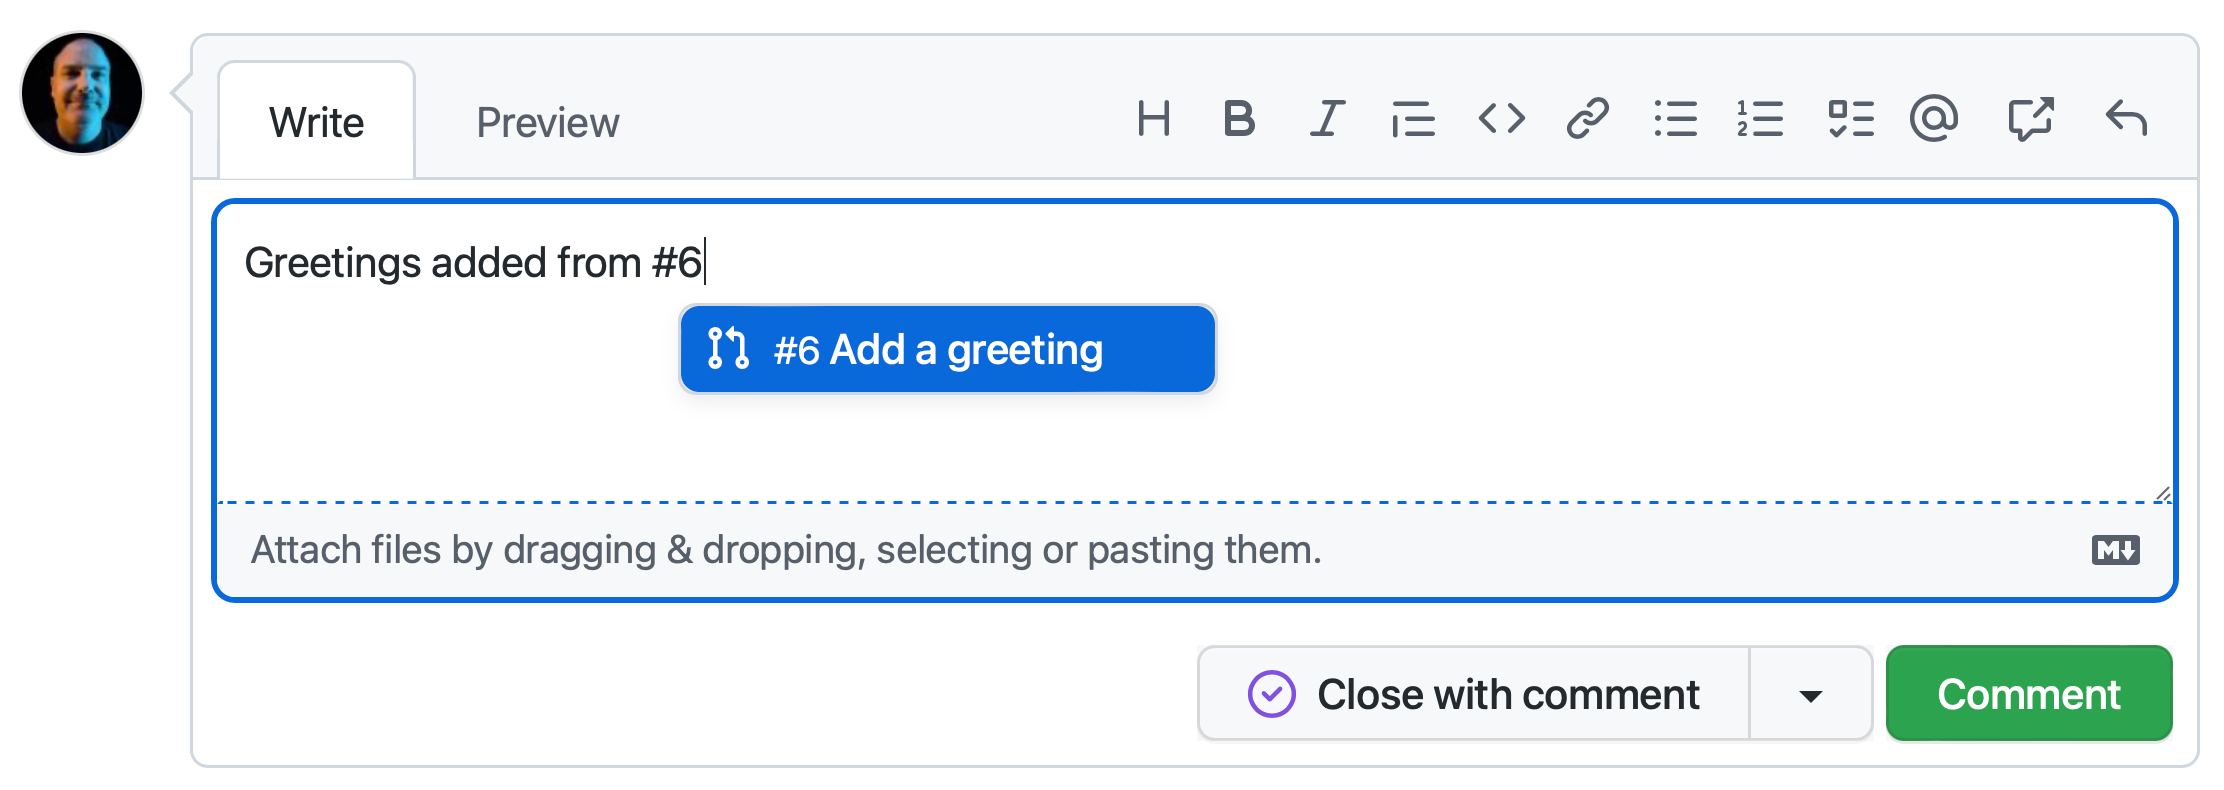 Write Preview
Greetings added from #6
#6 Add a greeting
Attach files by dragging & dropping, selecting or pasting them.
Close with comment Comment